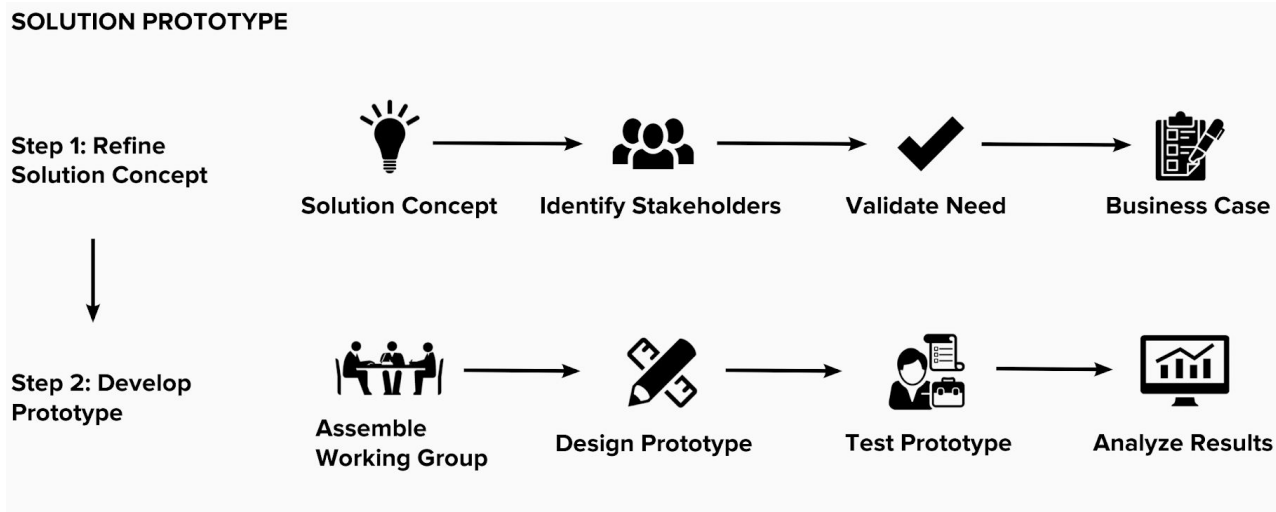 SOLUTION PROTOTYPE
Step 1: Refine
Solution Concept
Solution Concept
Identify Stakeholders
Validate Need
Business Case
Step 2: Develop
Prototype
Assemble
Working Group
Design Prototype
Test Prototype
Analyze Results